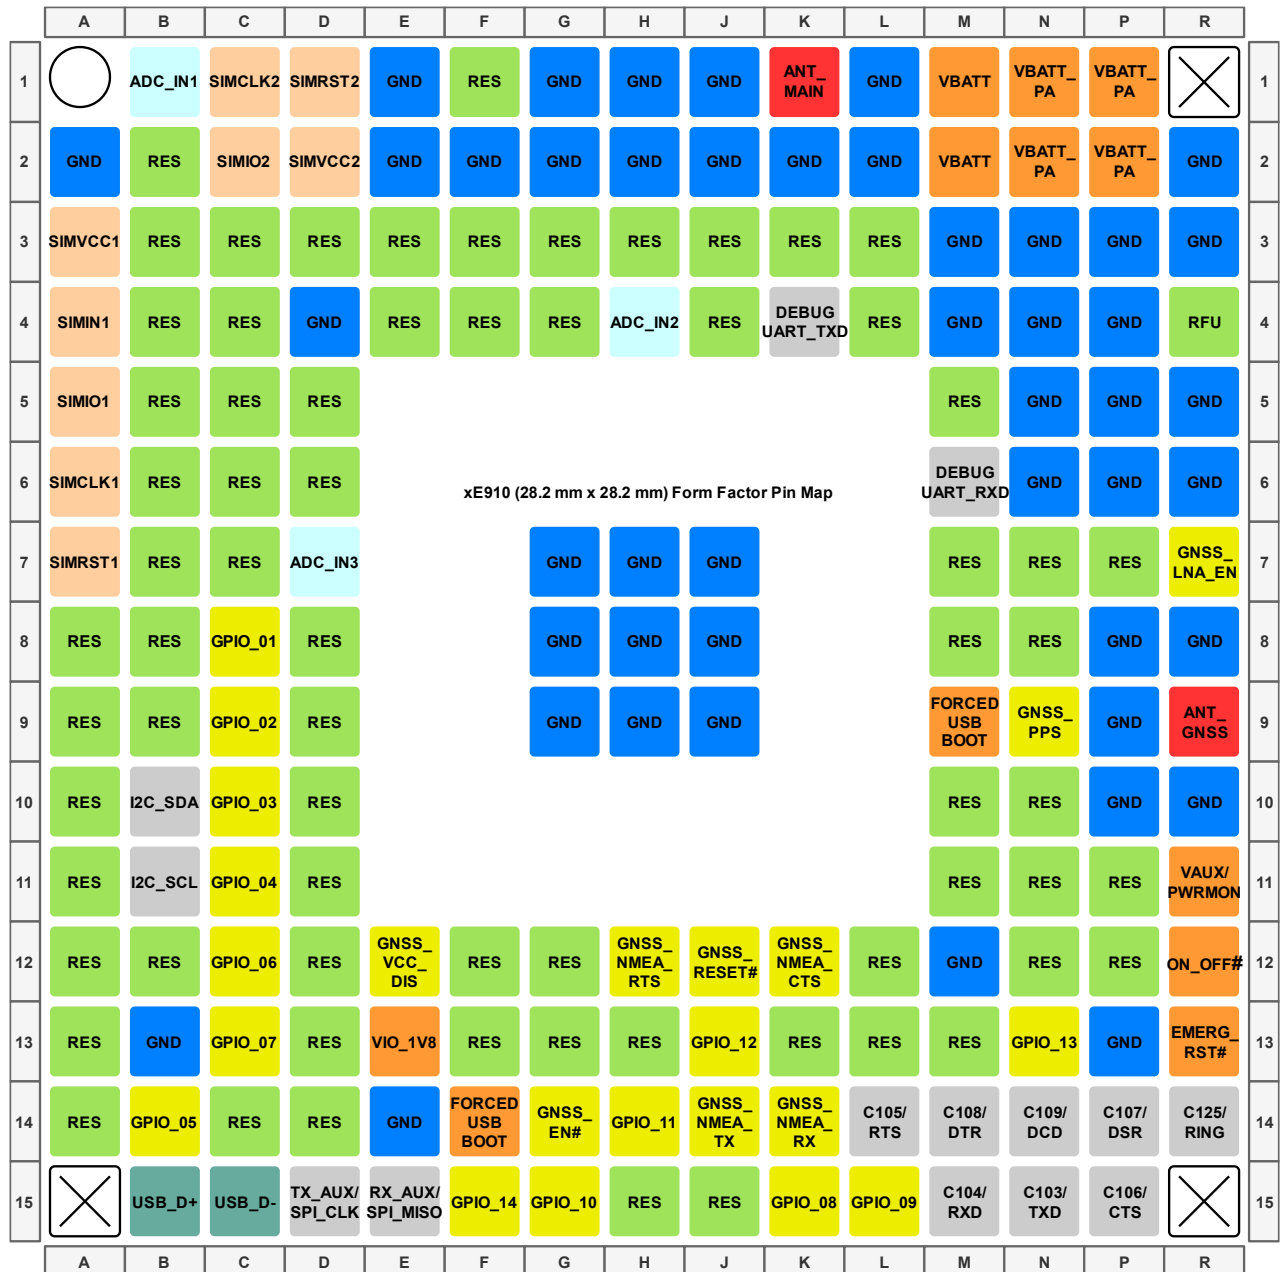 A B C D E F G H J K L M N P R
1 ADC_IN1 SIMCLK2 SIMRST2 GND RES GND GND GND ANT_ MAIN GND VBATT VBATT_ PA VBATT_ PA 1
2 GND RES SIMIO2 SIMVCC2 GND GND GND GND GND GND GND VBATT VBATT_ PA VBATT_ PA GND 2
3 SIMVCC1 RES RES RES RES RES RES RES RES RES RES GND GND GND GND 3
4 SIMIN1 RES RES GND RES RES RES ADC_IN2 RES DEBUG UART_TXD RES GND GND GND RFU 4
5 SIMIO1 RES RES RES RES GND GND GND 5
6 SIMCLK1 RES RES RES xE910 (28.2 mm x 28.2 mm) Form Factor Pin Map DEBUG UART_RXD GND GND GND 6
7 SIMRST1 RES RES ADC_IN3 GND GND GND RES RES RES GNSS_ LNA_EN 7
8 RES RES GPIO_01 RES GND GND GND RES RES GND GND 8
9 RES RES GPIO_02 RES GND GND GND FORCED USB BOOT GNSS_ PPS GND ANT_ GNSS 9
10 RES I2C_SDA GPIO_03 RES RES RES GND GND 10
11 RES I2C_SCL GPIO_04 RES RES RES RES VAUX/ PWRMON 11
12 RES RES GPIO_06 RES GNSS_ VCC_ DIS RES RES GNSS_ NMEA_ RTS GNSS_ RESET# GNSS_ NMEA_ CTS RES GND RES RES ON_OFF# 12
13 RES GND GPIO_07 RES VIO_1V8 RES RES RES GPIO_12 RES RES RES GPIO_13 GND EMERG_ RST# 13
14 RES GPIO_05 RES RES GND FORCED USB BOOT GNSS_ EN# GPIO_11 GNSS_ NMEA_ TX GNSS_ NMEA_ RX C105/ RTS C108/ DTR C109/ DCD C107/ DSR C125/ RING 14
15 USB_D+ USB_D- TX_AUX/ SPI_CLK RX_AUX/ SPI_MISO GPIO_14 GPIO_10 RES RES GPIO_08 GPIO_09 C104/ RXD C103/ TXD C106/ CTS 15
A B C D E F G H J K L M N P R